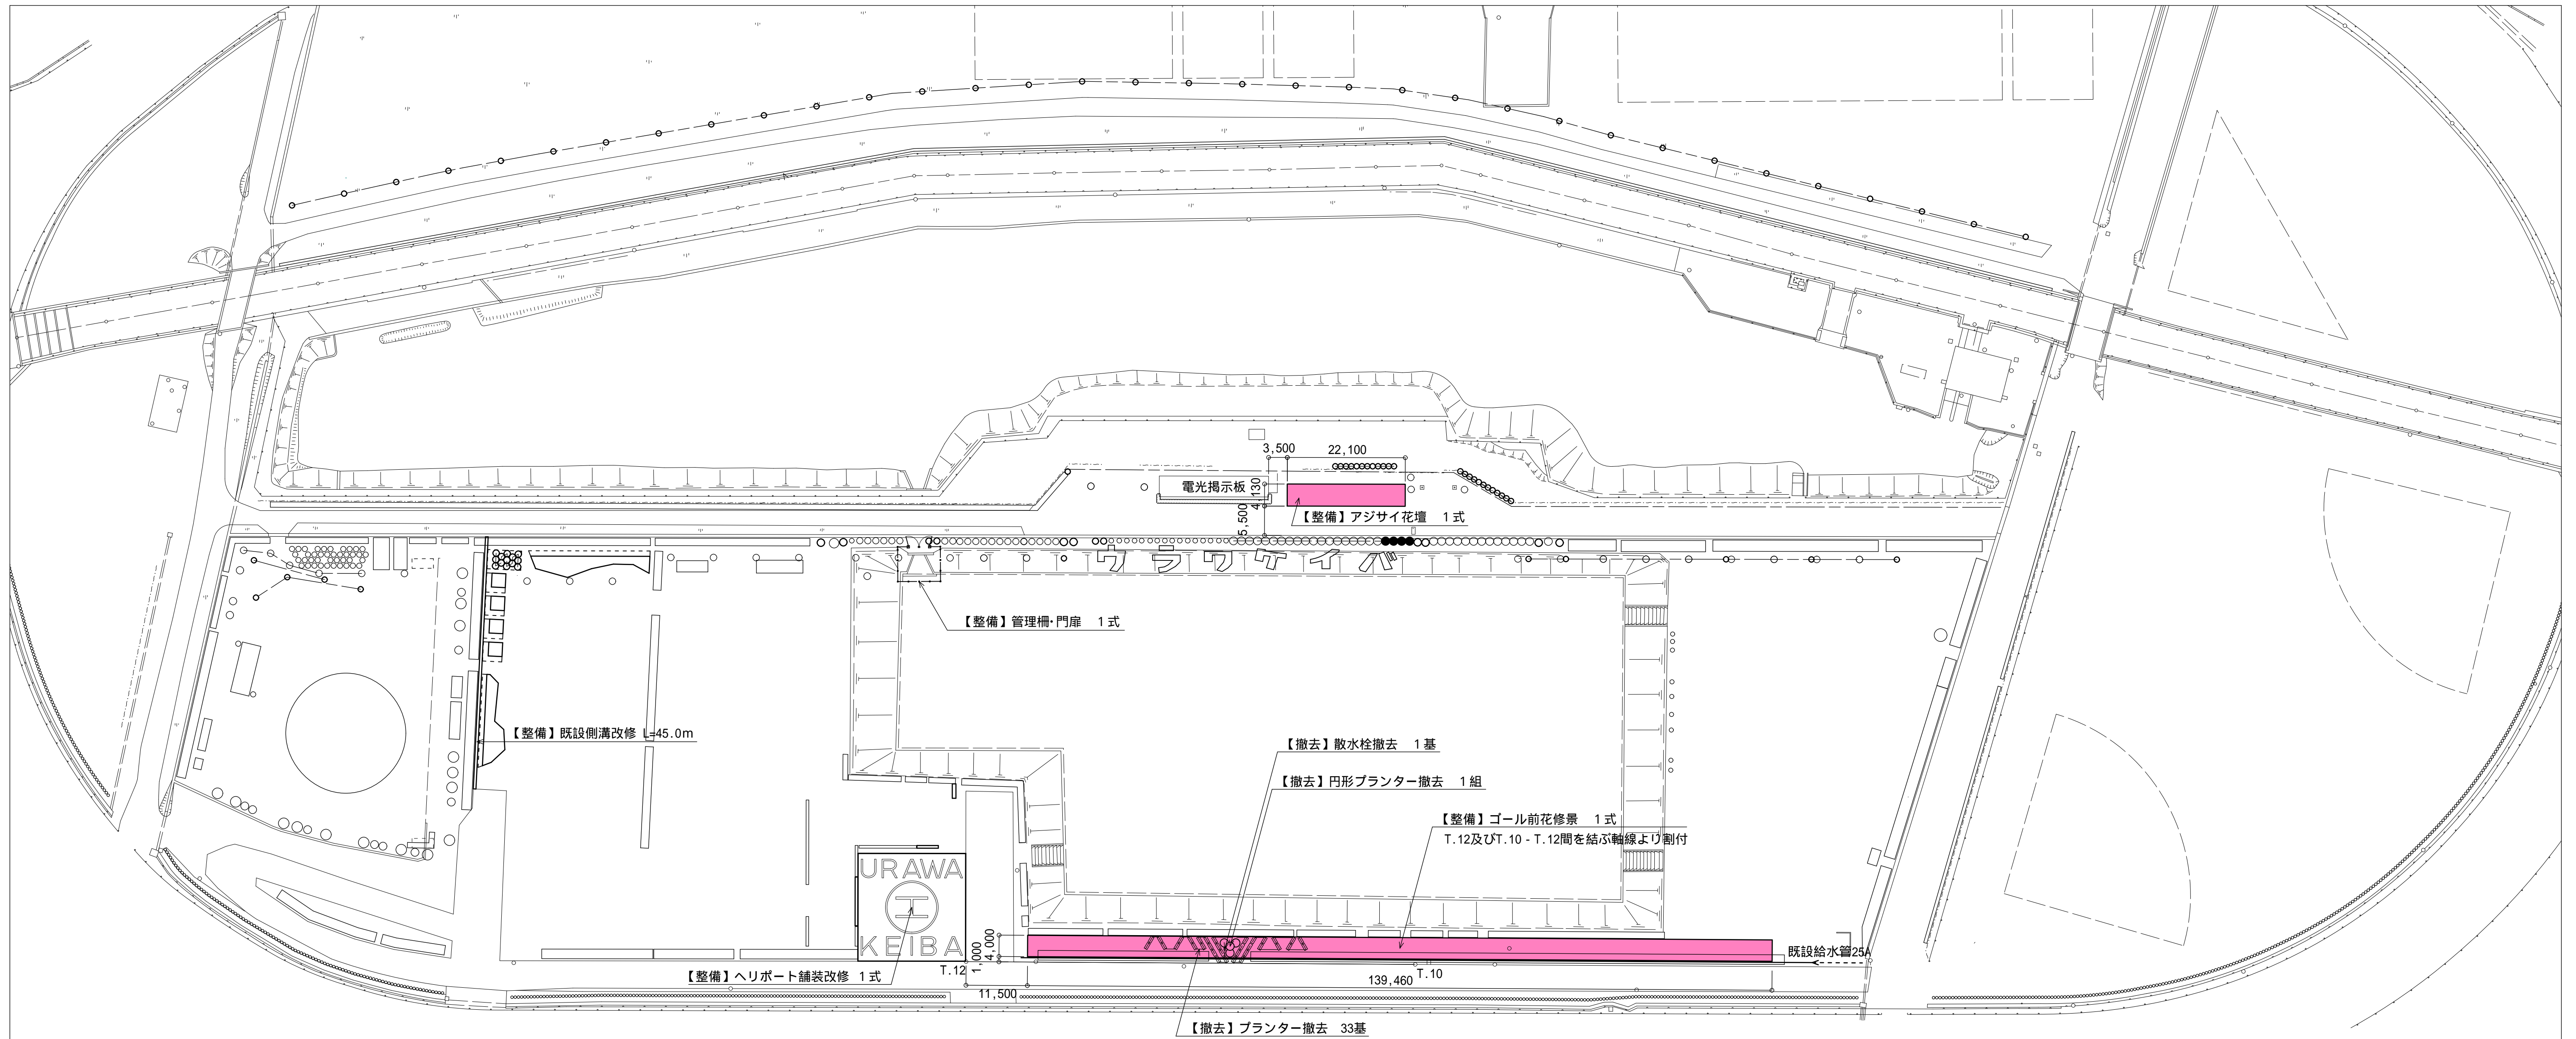 3,500
22,100
電光掲示板
4,130
5,500
【整備】アジサイ花壇　1式
ウラワケイバ
【整備】管理柵・門扉　1式
【整備】既設側溝改修 L=45.0m
【撤去】散水栓撤去　1基
【撤去】円形プランター撤去　1組
【整備】ゴール前花修景　1式
T.12及びT.10 - T.12間を結ぶ軸線より割付
URAWA
KEIBA
4,000
1,000
既設給水管25A
【整備】ヘリポート舗装改修 1式
T.12
T.10
139,460
11,500
【撤去】プランター撤去　33基